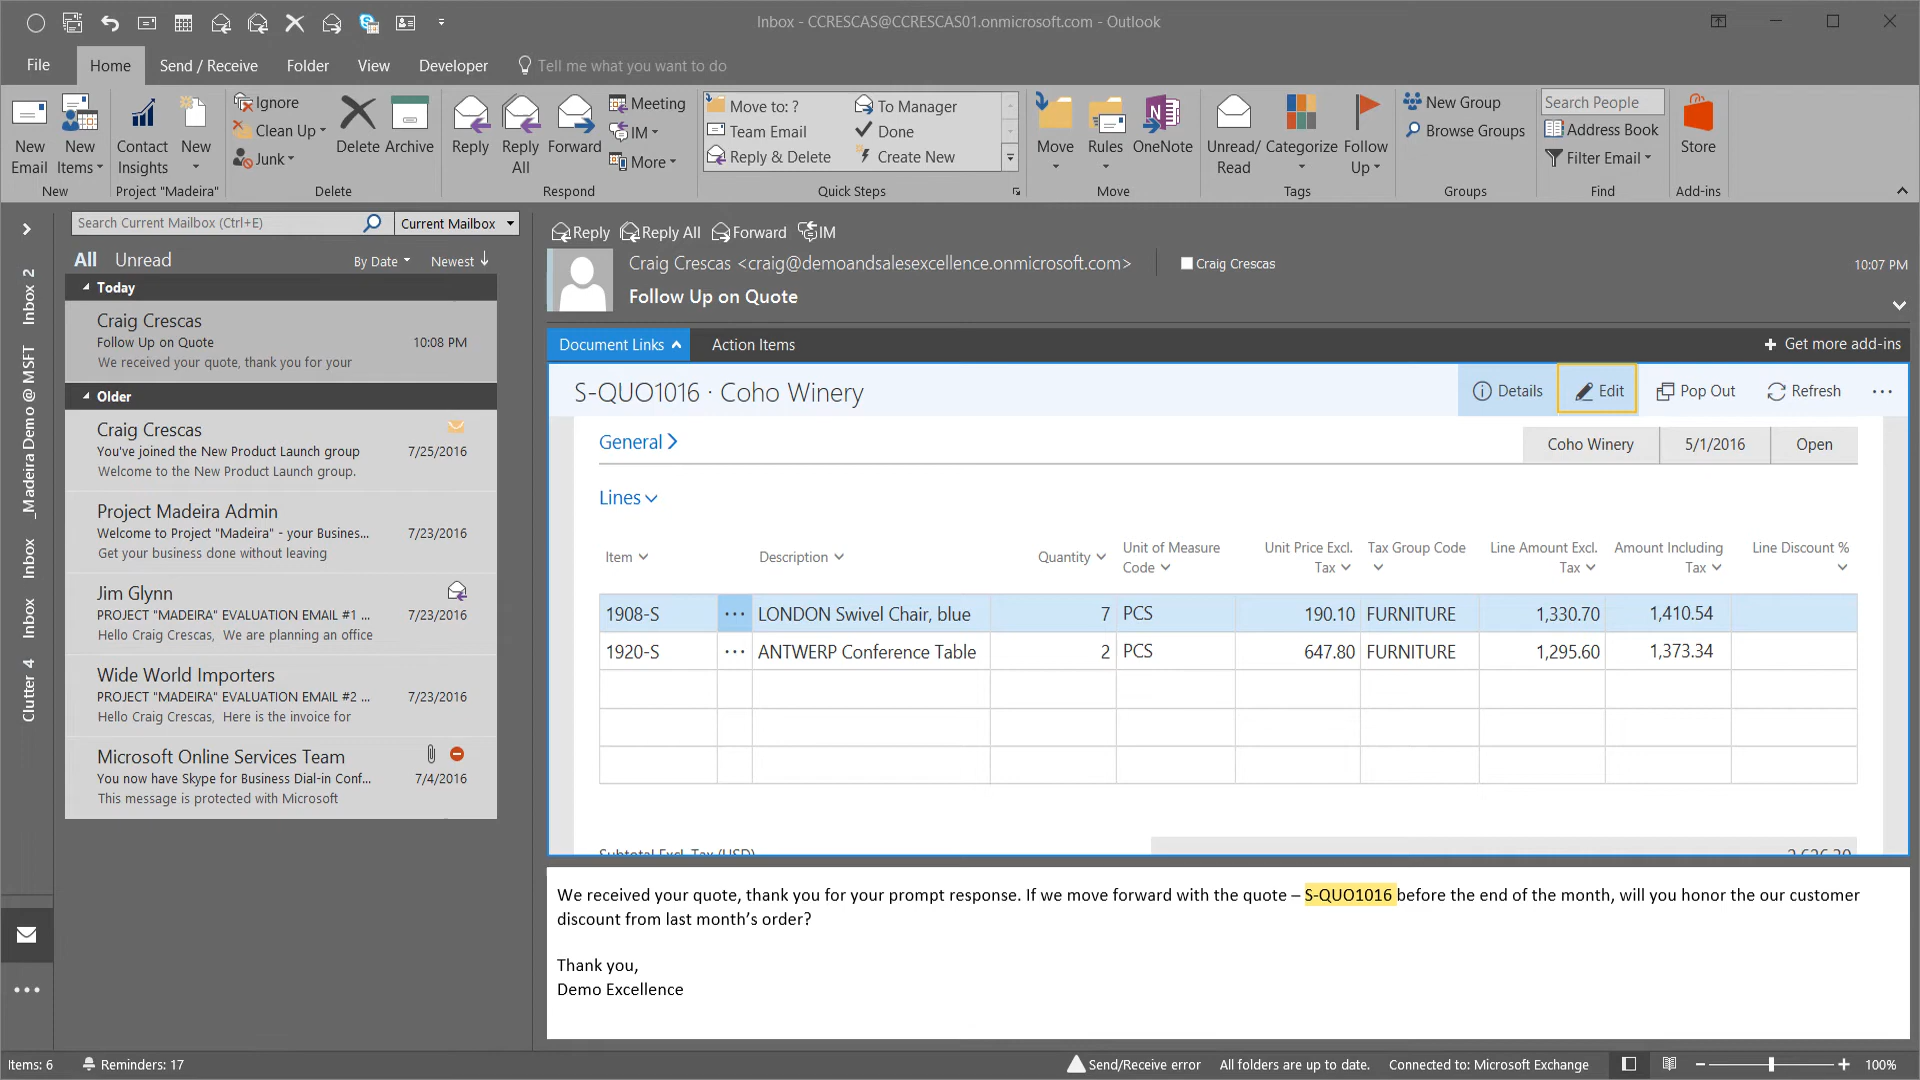 Inbox - CCRESCAS@CCRESCAS01.onmicrosoft.com - Outlook
File
Home
Send / Receive
Folder
View
Developer
Tell me what you want to do
New Email
New Items
New
Contact Insights
New
Project "Madeira"
Ignore
Clean Up
Junk
Delete
Archive
Delete
Reply
Reply All
Forward
Meeting
IM
More
Respond
Move to: ?
Team Email
Reply & Delete
To Manager
Done
Create New
Quick Steps
Move
Rules
OneNote
Move
Unread/ Read
Categorize
Follow Up
Tags
New Group
Browse Groups
Groups
Search People
Address Book
Filter Email
Find
Store
Add-ins
Search Current Mailbox (Ctrl+E)
Current Mailbox
All
Unread
By Date
Newest
Inbox 2
_Madeira Demo @ MSFT
Inbox
Inbox
Clutter 4
Today
Craig Crescas
Follow Up on Quote
10:08 PM
We received your quote, thank you for your
Older
Craig Crescas
You've joined the New Product Launch group
7/25/2016
Welcome to the New Product Launch group.
Project Madeira Admin
Welcome to Project "Madeira" - your Busines...
7/23/2016
Get your business done without leaving
Jim Glynn
PROJECT "MADEIRA" EVALUATION EMAIL #1 ...
7/23/2016
Hello Craig Crescas, We are planning an office
Wide World Importers
PROJECT "MADEIRA" EVALUATION EMAIL #2 ...
7/23/2016
Hello Craig Crescas, Here is the invoice for
Microsoft Online Services Team
You now have Skype for Business Dial-in Conf...
7/4/2016
This message is protected with Microsoft
Reply
Reply All
Forward
IM
Craig Crescas <craig@demoandsalesexcellence.onmicrosoft.com>
Craig Crescas
10:07 PM
Follow Up on Quote
Document Links
Action Items
+ Get more add-ins
S-QUO1016 · Coho Winery
Details
Edit
Pop Out
Refresh
...
General
Coho Winery
5/1/2016
Open
Lines
Item
Description
Quantity
Unit of Measure Code
Unit Price Excl. Tax
Tax Group Code
Line Amount Excl. Tax
Amount Including Tax
Line Discount %
1908-S ... LONDON Swivel Chair, blue 7 PCS 190.10 FURNITURE 1,330.70 1,410.54
1920-S ... ANTWERP Conference Table 2 PCS 647.80 FURNITURE 1,295.60 1,373.34
Subtotal Excl. Tax (USD)
2,626.30
We received your quote, thank you for your prompt response. If we move forward with the quote – S-QUO1016 before the end of the month, will you honor the our customer
discount from last month's order?
Thank you,
Demo Excellence
Items: 6
Reminders: 17
Send/Receive error
All folders are up to date.
Connected to: Microsoft Exchange
100%